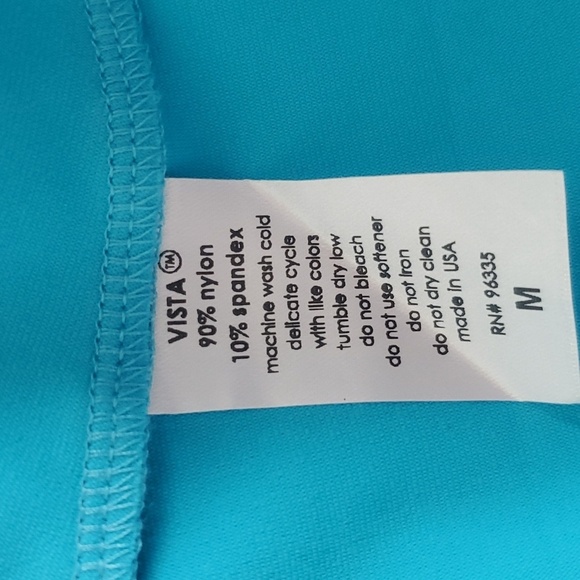 VISTA™
90% nylon
10% spandex
machine wash cold
delicate cycle
with like colors
tumble dry low
do not bleach
do not use softener
do not iron
do not dry clean
made in USA
RN# 96335
M